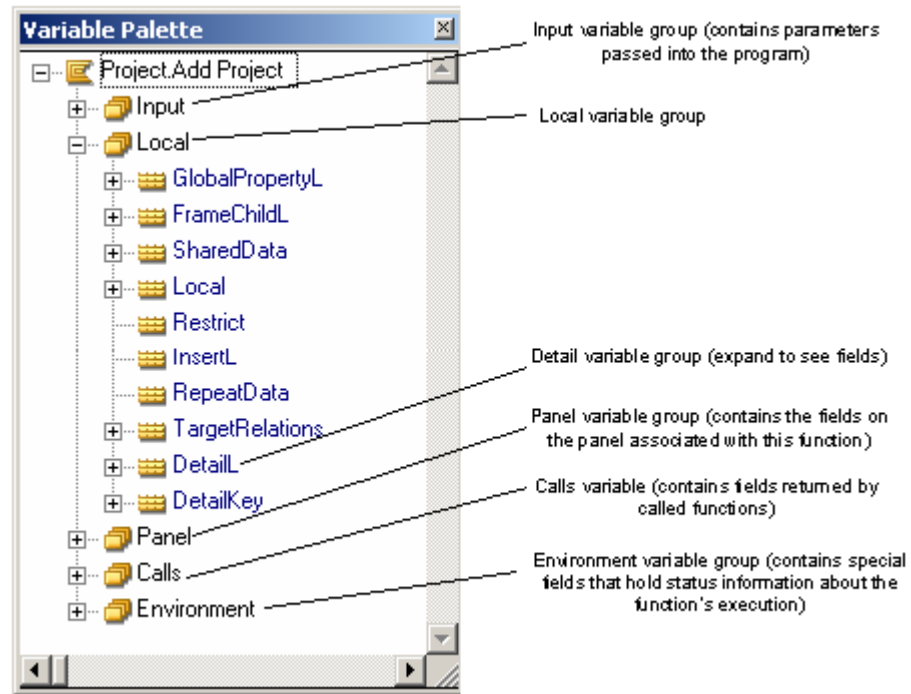 Variable Palette
Project.Add Project
Input
Local
GlobalPropertyL
FrameChildL
SharedData
Local
Restrict
InsertL
RepeatData
TargetRelations
DetailL
DetailKey
Panel
Calls
Environment
Input variable group (contains parameters
passed into the program)
Local variable group
Detail variable group (expand to see fields)
Panel variable group (contains the fields on
the panel associated with this function)
Calls variable (contains fields returned by
called functions)
Environment variable group (contains special
fields that hold status information about the
function's execution)